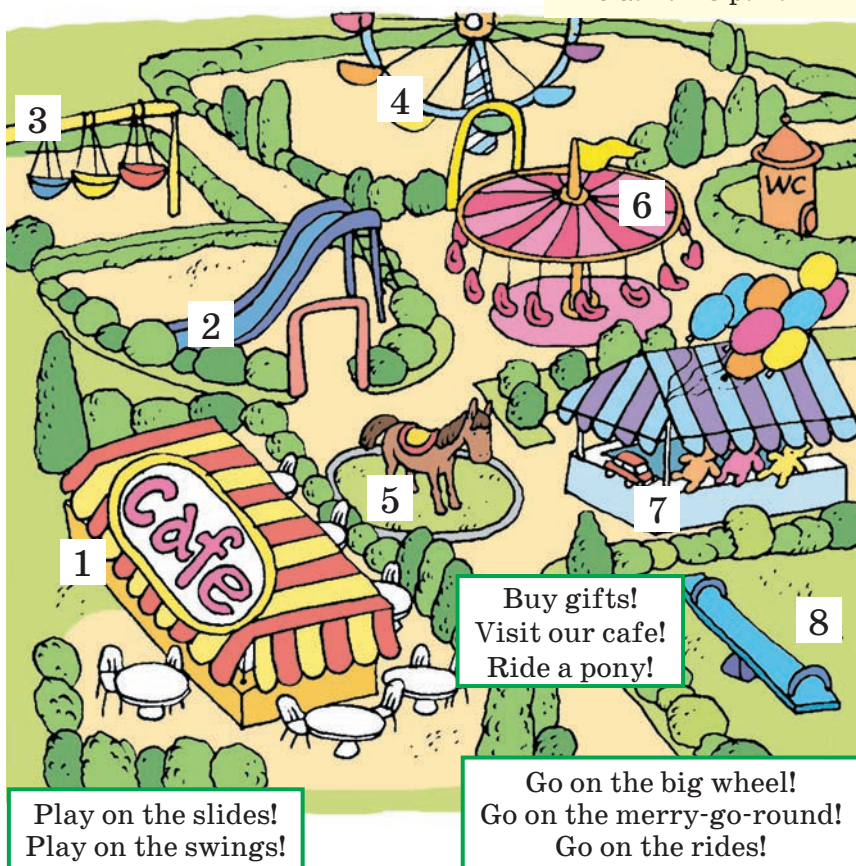 3
4
6
WC
2
5
7
1
Cafe
8
Buy gifts!
Visit our cafe!
Ride a pony!
Go on the big wheel!
Go on the merry-go-round!
Go on the rides!
Play on the slides!
Play on the swings!